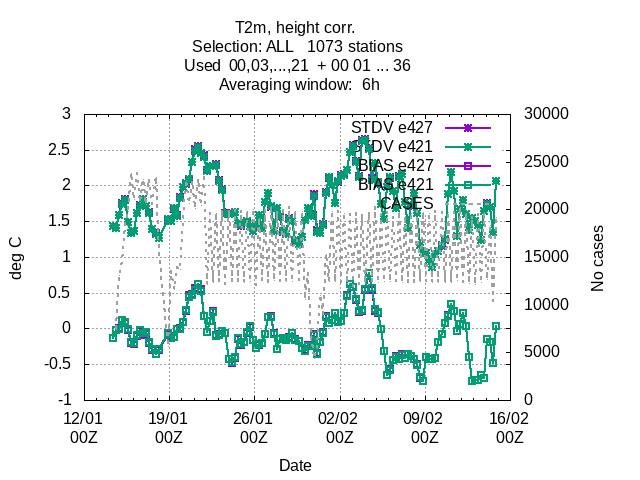 T2m, height corr.
Selection: ALL   1073 stations
Used  00,03,...,21  + 00 01 ... 36
Averaging window:  6h
3
2.5
2
1.5
1
0.5
0
-0.5
-1
deg C
30000
25000
20000
15000
10000
5000
0
No cases
STDV e427
STDV e421
BIAS e427
BIAS e421
CASES
12/01 19/01 26/01 02/02 09/02 16/02
00Z 00Z 00Z 00Z 00Z 00Z
Date